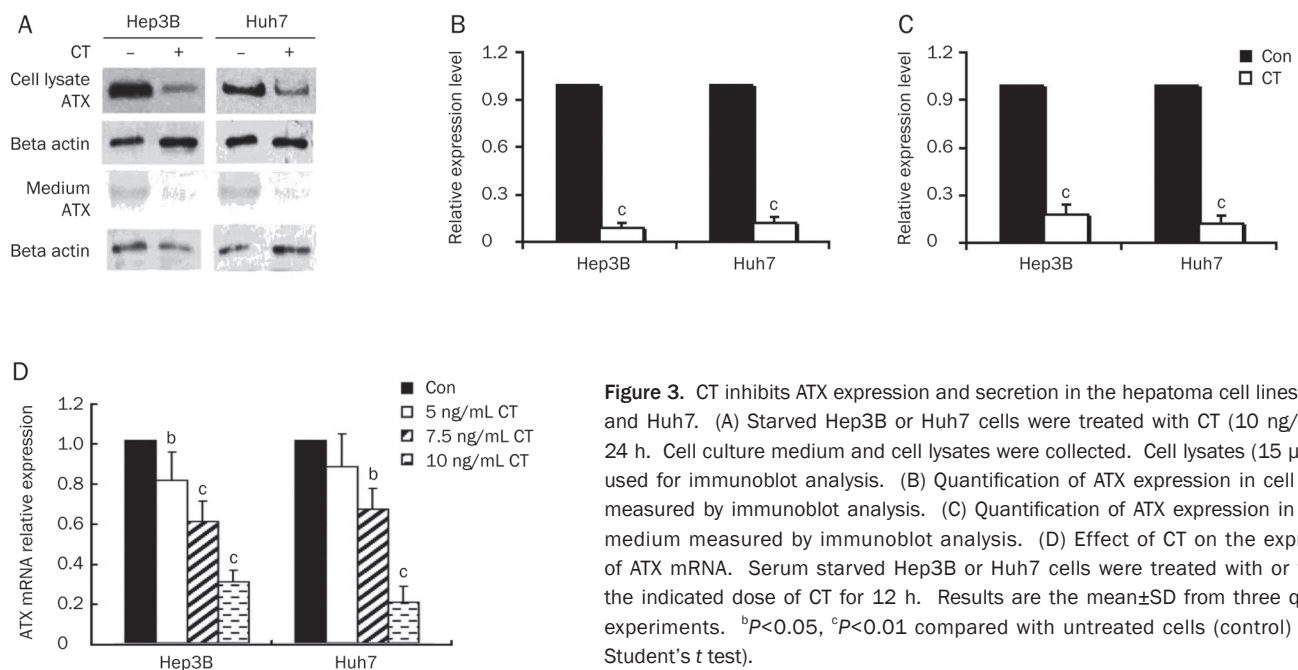 A
Hep3B Huh7
CT – + – +
Cell lysate
ATX
Beta actin
Medium
ATX
Beta actin
B
Relative expression level
1.2
0.9
0.6
0.3
0
c
c
Hep3B Huh7
C
Relative expression level
1.2
0.9
0.6
0.3
0
c
c
Hep3B Huh7
Con
CT
D
ATX mRNA relative expression
1.2
1.0
0.8
0.6
0.4
0.2
0
b
c
c
b
c
Hep3B Huh7
Con
5 ng/mL CT
7.5 ng/mL CT
10 ng/mL CT
Figure 3. CT inhibits ATX expression and secretion in the hepatoma cell lines
and Huh7. (A) Starved Hep3B or Huh7 cells were treated with CT (10 ng/
24 h. Cell culture medium and cell lysates were collected. Cell lysates (15 µ
used for immunoblot analysis. (B) Quantification of ATX expression in cell
measured by immunoblot analysis. (C) Quantification of ATX expression in
medium measured by immunoblot analysis. (D) Effect of CT on the expr
of ATX mRNA. Serum starved Hep3B or Huh7 cells were treated with or
the indicated dose of CT for 12 h. Results are the mean±SD from three q
experiments. bP<0.05, cP<0.01 compared with untreated cells (control)
Student's t test).